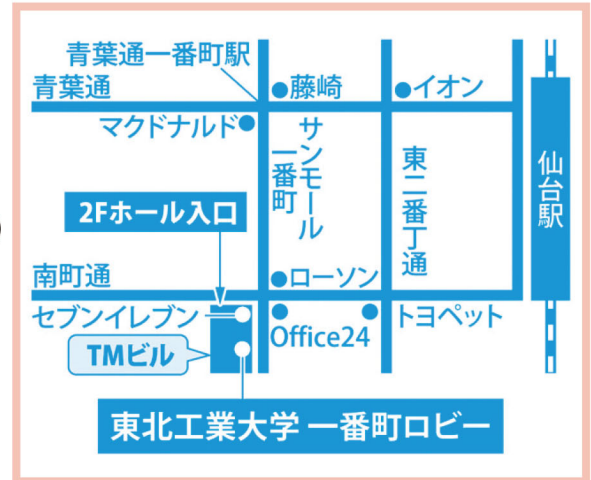 青葉通一番町駅
青葉通
藤崎
イオン
マクドナルド
サンモール
一番町
東二番丁通
仙台駅
2Fホール入口
南町通
ローソン
セブンイレブン
Office24
トヨペット
TMビル
東北工業大学 一番町ロビー